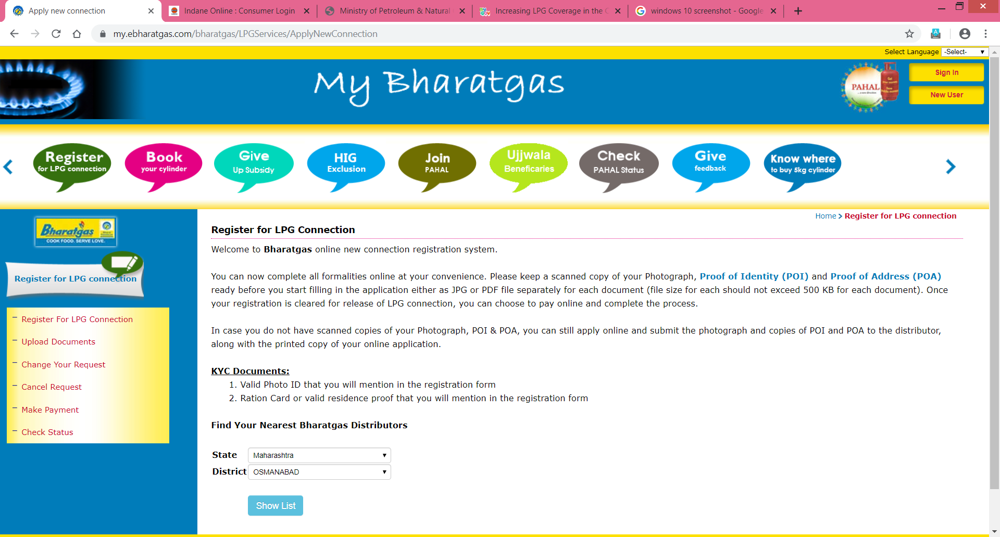 Apply new connection
Indane Online : Consumer Login
Ministry of Petroleum & Natural
Increasing LPG Coverage in the C
windows 10 screenshot - Google
my.ebharatgas.com/bharatgas/LPGServices/ApplyNewConnection
Select Language -Select-
My Bharatgas
PAHAL
Sign In
New User
Register
for LPG connection
Book
your cylinder
Give
Up Subsidy
HIG
Exclusion
Join
PAHAL
Ujjwala
Beneficaries
Check
PAHAL Status
Give
feedback
Know where
to buy 5kg cylinder
Bharatgas
COOK FOOD. SERVE LOVE.
Register for LPG connection
Register For LPG Connection
Upload Documents
Change Your Request
Cancel Request
Make Payment
Check Status
Home > Register for LPG connection
Register for LPG Connection
Welcome to Bharatgas online new connection registration system.
You can now complete all formalities online at your convenience. Please keep a scanned copy of your Photograph, Proof of Identity (POI) and Proof of Address (POA)
ready before you start filling in the application either as JPG or PDF file separately for each document (file size for each should not exceed 500 KB for each document). Once
your registration is cleared for release of LPG connection, you can choose to pay online and complete the process.
In case you do not have scanned copies of your Photograph, POI & POA, you can still apply online and submit the photograph and copies of POI and POA to the distributor,
along with the printed copy of your online application.
KYC Documents:
1. Valid Photo ID that you will mention in the registration form
2. Ration Card or valid residence proof that you will mention in the registration form
Find Your Nearest Bharatgas Distributors
State Maharashtra
District OSMANABAD
Show List